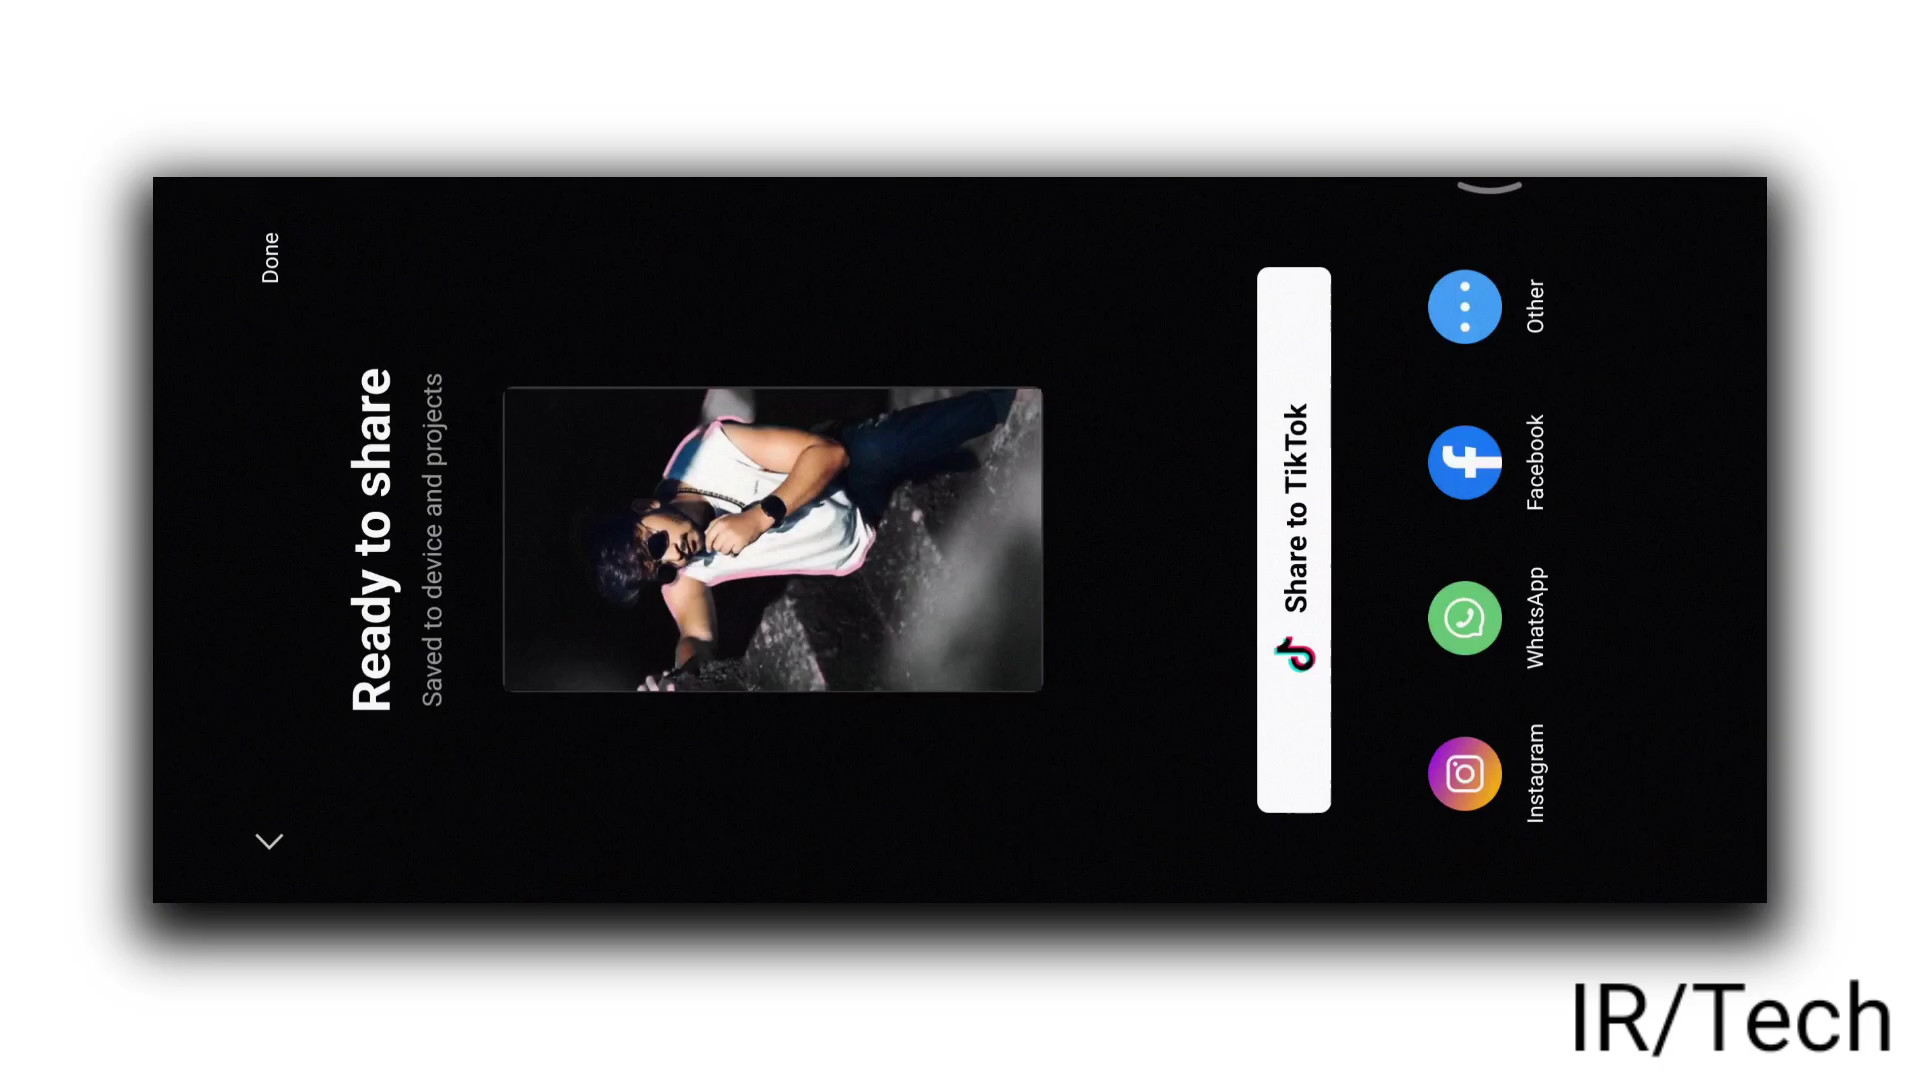 Done
Ready to share
Saved to device and projects
Share to TikTok
Instagram
WhatsApp
Facebook
Other
IR/Tech